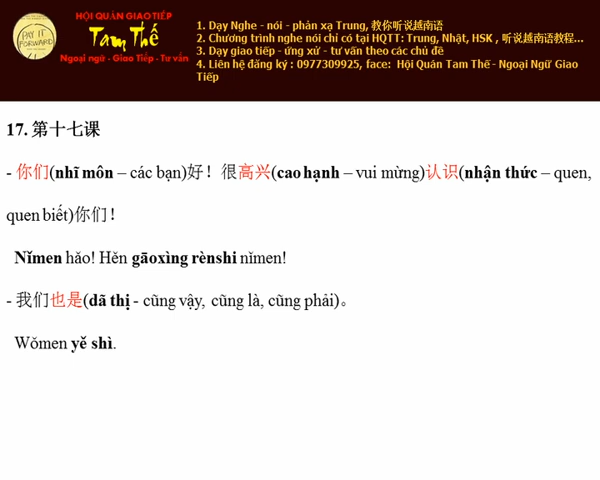 HỘI QUÁN GIAO TIẾP
Tam Thế
Ngoại ngữ - Giao Tiếp - Tư vấn
PAY IT
FORWARD
1. Dạy Nghe - nói - phản xạ Trung, 教你听说越南语
2. Chương trình nghe nói chỉ có tại HQTT: Trung, Nhật, HSK , 听说越南语教程...
3. Dạy giao tiếp - ứng xử - tư vấn theo các chủ đề
4. Liên hệ đăng ký : 0977309925, face: Hội Quán Tam Thế - Ngoại Ngữ Giao
Tiếp
17. 第十七课
- 你们(nhĩ môn – các bạn)好！很高兴(cao hạnh – vui mừng)认识(nhận thức – quen,
quen biết)你们！
Nǐmen hǎo! Hěn gāoxìng rènshi nǐmen!
- 我们也是(dã thị - cũng vậy, cũng là, cũng phải)。
Wǒmen yě shì.